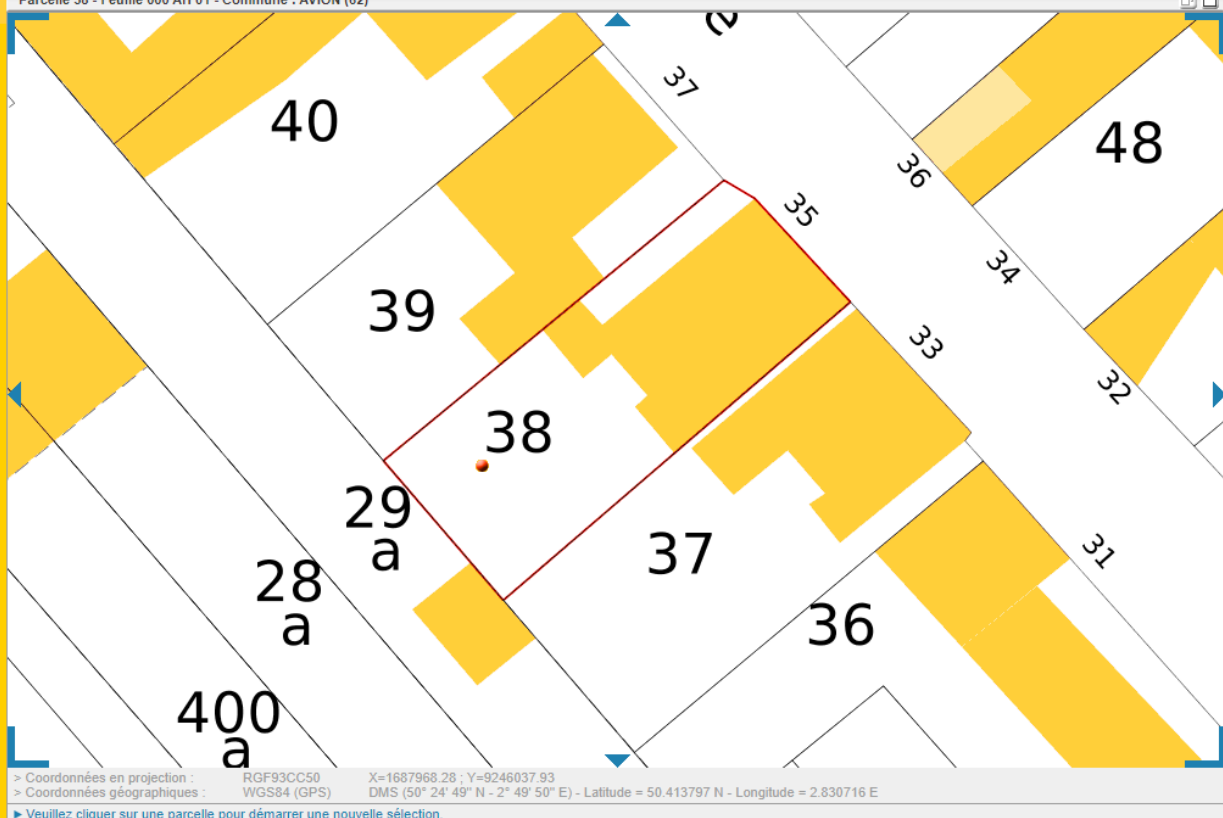 Parcelle 38 - Feuille 000 AH 01 - Commune : AVION (62)
e
37
40
48
36
35
34
39
33
32
38
29
a
37
31
28
a
36
400
a
> Coordonnées en projection : RGF93CC50 X=1687968.28 ; Y=9246037.93
> Coordonnées géographiques : WGS84 (GPS) DMS (50° 24' 49" N - 2° 49' 50" E) - Latitude = 50.413797 N - Longitude = 2.830716 E
► Veuillez cliquer sur une parcelle pour démarrer une nouvelle sélection.